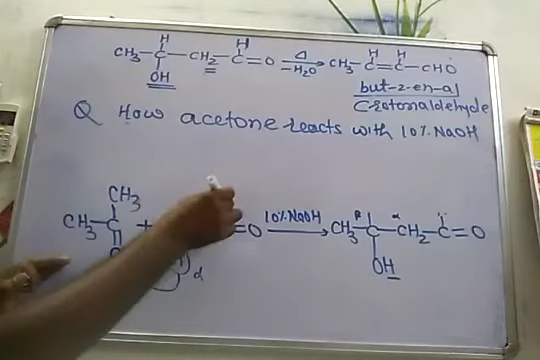 H H H H
CH3-C-CH2-C=O Δ -H2O CH3-C=C-CHO
OH but-2-en-al
Crotonaldehyde
Q How acetone reacts with 10% NaOH
CH3
CH3-C + =O 10% NaOH CH3-C-CH2-C=O
β α
α OH